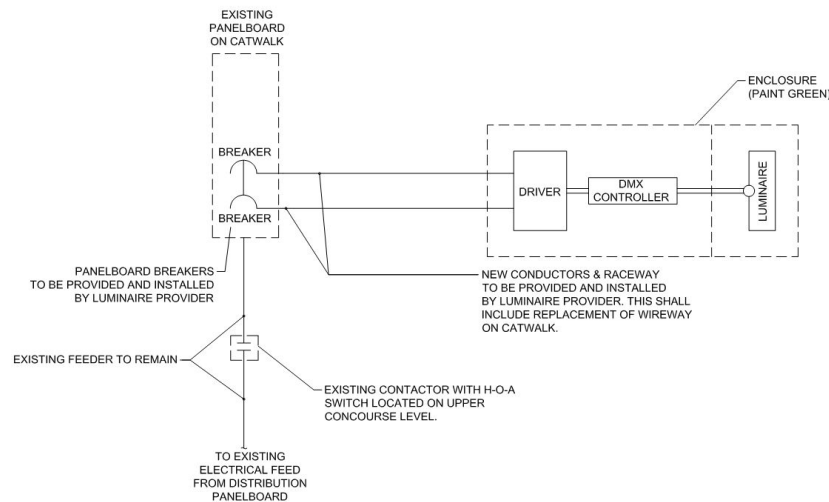 EXISTING
PANELBOARD
ON CATWALK
ENCLOSURE
(PAINT GREEN)
BREAKER
DRIVER
DMX
CONTROLLER
LUMINAIRE
BREAKER
PANELBOARD BREAKERS
TO BE PROVIDED AND INSTALLED
BY LUMINAIRE PROVIDER
NEW CONDUCTORS & RACEWAY
TO BE PROVIDED AND INSTALLED
BY LUMINAIRE PROVIDER. THIS SHALL
INCLUDE REPLACEMENT OF WIREWAY
ON CATWALK.
EXISTING FEEDER TO REMAIN
EXISTING CONTACTOR WITH H-O-A
SWITCH LOCATED ON UPPER
CONCOURSE LEVEL.
TO EXISTING
ELECTRICAL FEED
FROM DISTRIBUTION
PANELBOARD